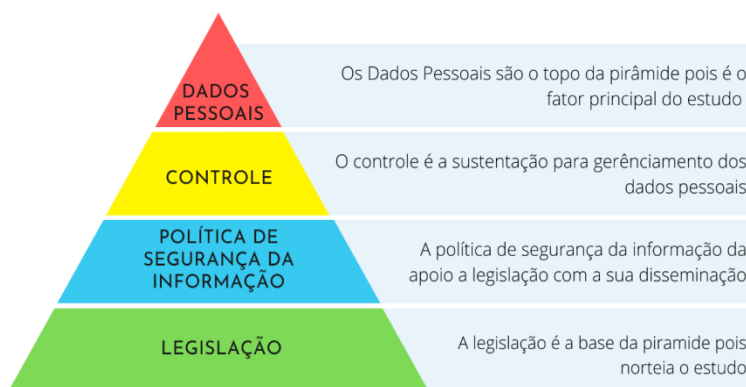 DADOS
PESSOAIS
Os Dados Pessoais são o topo da pirâmide pois é o
fator principal do estudo
CONTROLE
O controle é a sustentação para gerênciamento dos
dados pessoais
POLÍTICA DE
SEGURANÇA DA
INFORMAÇÃO
A política de segurança da informação da
apoio a legislação com a sua disseminação
LEGISLAÇÃO
A legislação é a base da piramide pois
norteia o estudo